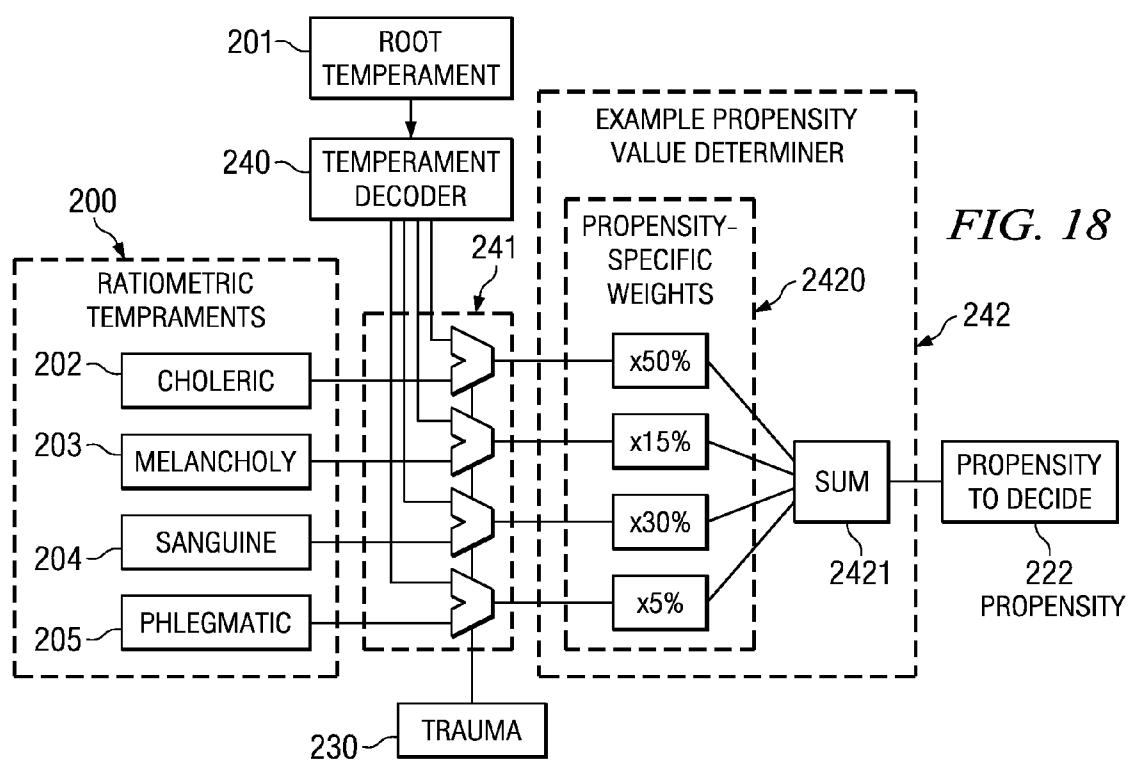 201
ROOT
TEMPERAMENT
240
TEMPERAMENT
DECODER
200
RATIOMETRIC
TEMPRAMENTS
202
CHOLERIC
203
MELANCHOLY
204
SANGUINE
205
PHLEGMATIC
241
230
TRAUMA
EXAMPLE PROPENSITY
VALUE DETERMINER
PROPENSITY-
SPECIFIC
WEIGHTS
2420
x50%
x15%
x30%
x5%
SUM
2421
242
PROPENSITY
TO DECIDE
222
PROPENSITY
FIG. 18